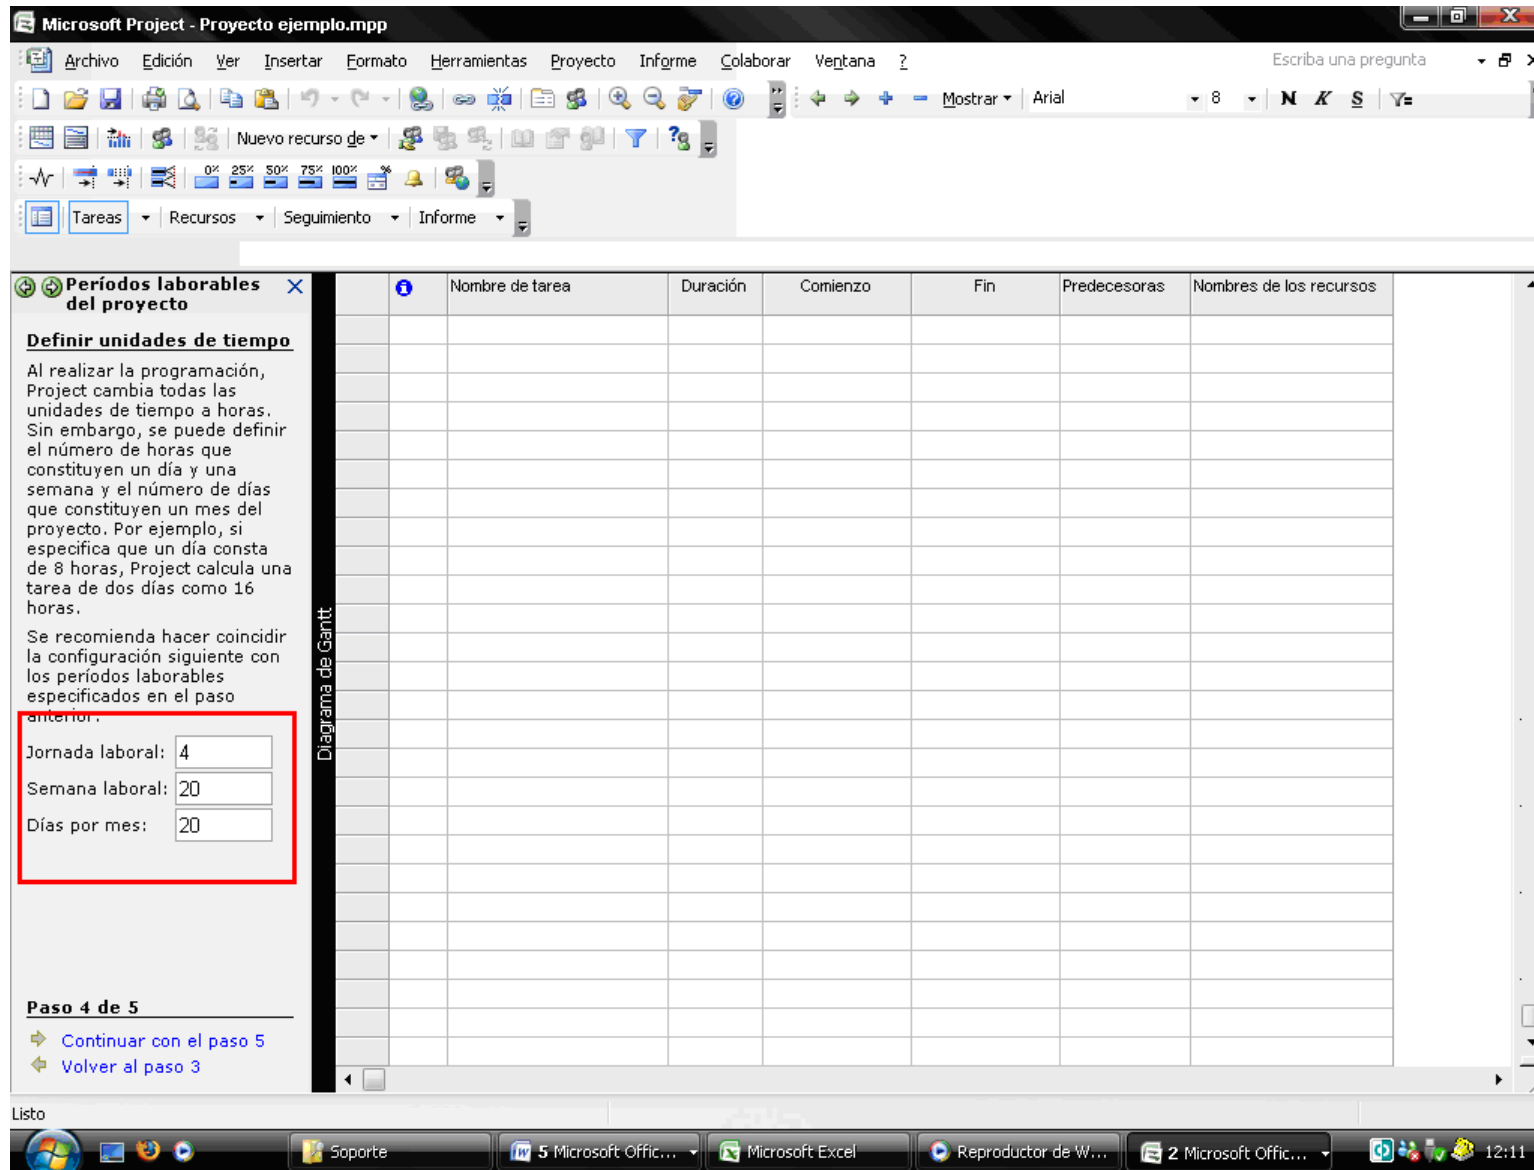 Microsoft Project - Proyecto ejemplo.mpp
Archivo Edición Ver Insertar Formato Herramientas Proyecto Informe Colaborar Ventana ? Escriba una pregunta
Mostrar Arial 8 N K S
Nuevo recurso de
0% 25% 50% 75% 100%
Tareas Recursos Seguimiento Informe
Períodos laborables
del proyecto
Nombre de tarea Duración Comienzo Fin Predecesoras Nombres de los recursos
Definir unidades de tiempo
Al realizar la programación,
Project cambia todas las
unidades de tiempo a horas.
Sin embargo, se puede definir
el número de horas que
constituyen un día y una
semana y el número de días
que constituyen un mes del
proyecto. Por ejemplo, si
especifica que un día consta
de 8 horas, Project calcula una
tarea de dos días como 16
horas.
Se recomienda hacer coincidir
la configuración siguiente con
los períodos laborables
especificados en el paso
anterior.
Jornada laboral: 4
Semana laboral: 20
Días por mes: 20
Paso 4 de 5
Continuar con el paso 5
Volver al paso 3
Diagrama de Gantt
Listo
Soporte 5 Microsoft Offic... Microsoft Excel Reproductor de W... 2 Microsoft Offic... 12:11